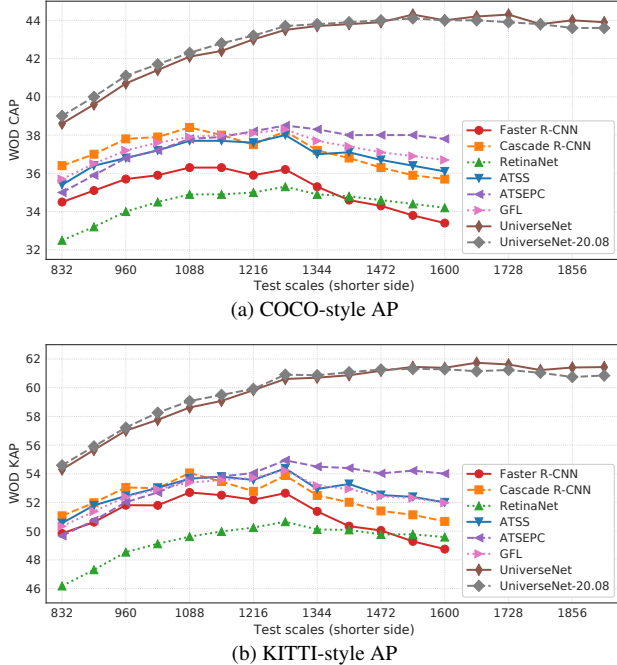 44
42
40
38
36
34
32
WOD CAP
Faster R-CNN
Cascade R-CNN
RetinaNet
ATSS
ATSEPC
GFL
UniverseNet
UniverseNet-20.08
832 960 1088 1216 1344 1472 1600 1728 1856
Test scales (shorter side)
(a) COCO-style AP
62
60
58
56
54
52
50
48
46
WOD KAP
Faster R-CNN
Cascade R-CNN
RetinaNet
ATSS
ATSEPC
GFL
UniverseNet
UniverseNet-20.08
832 960 1088 1216 1344 1472 1600 1728 1856
Test scales (shorter side)
(b) KITTI-style AP